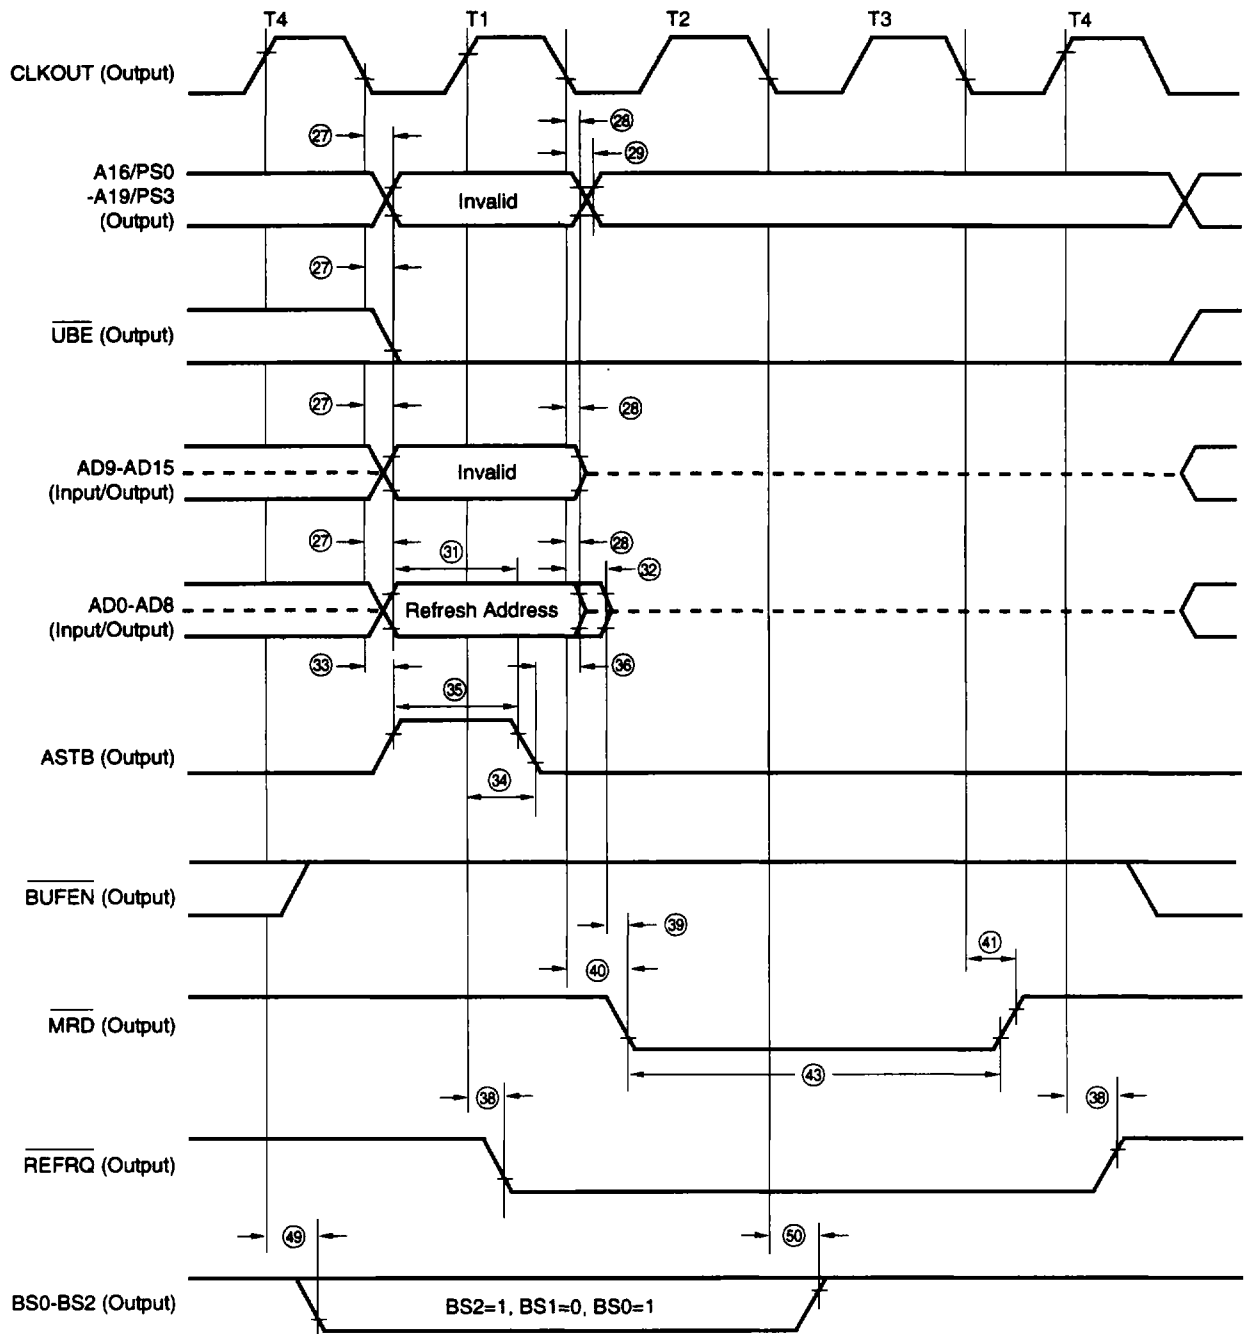 T4 T1 T2 T3 T4
CLKOUT (Output)
28
27
29
A16/PS0
-A19/PS3
(Output)
Invalid
27
UBE (Output)
27
28
AD9-AD15
(Input/Output)
Invalid
27
31
28
32
AD0-AD8
(Input/Output)
Refresh Address
33
36
35
ASTB (Output)
34
BUFEN (Output)
39
41
40
MRD (Output)
43
38
38
REFRQ (Output)
49
50
BS0-BS2 (Output)
BS2=1, BS1=0, BS0=1